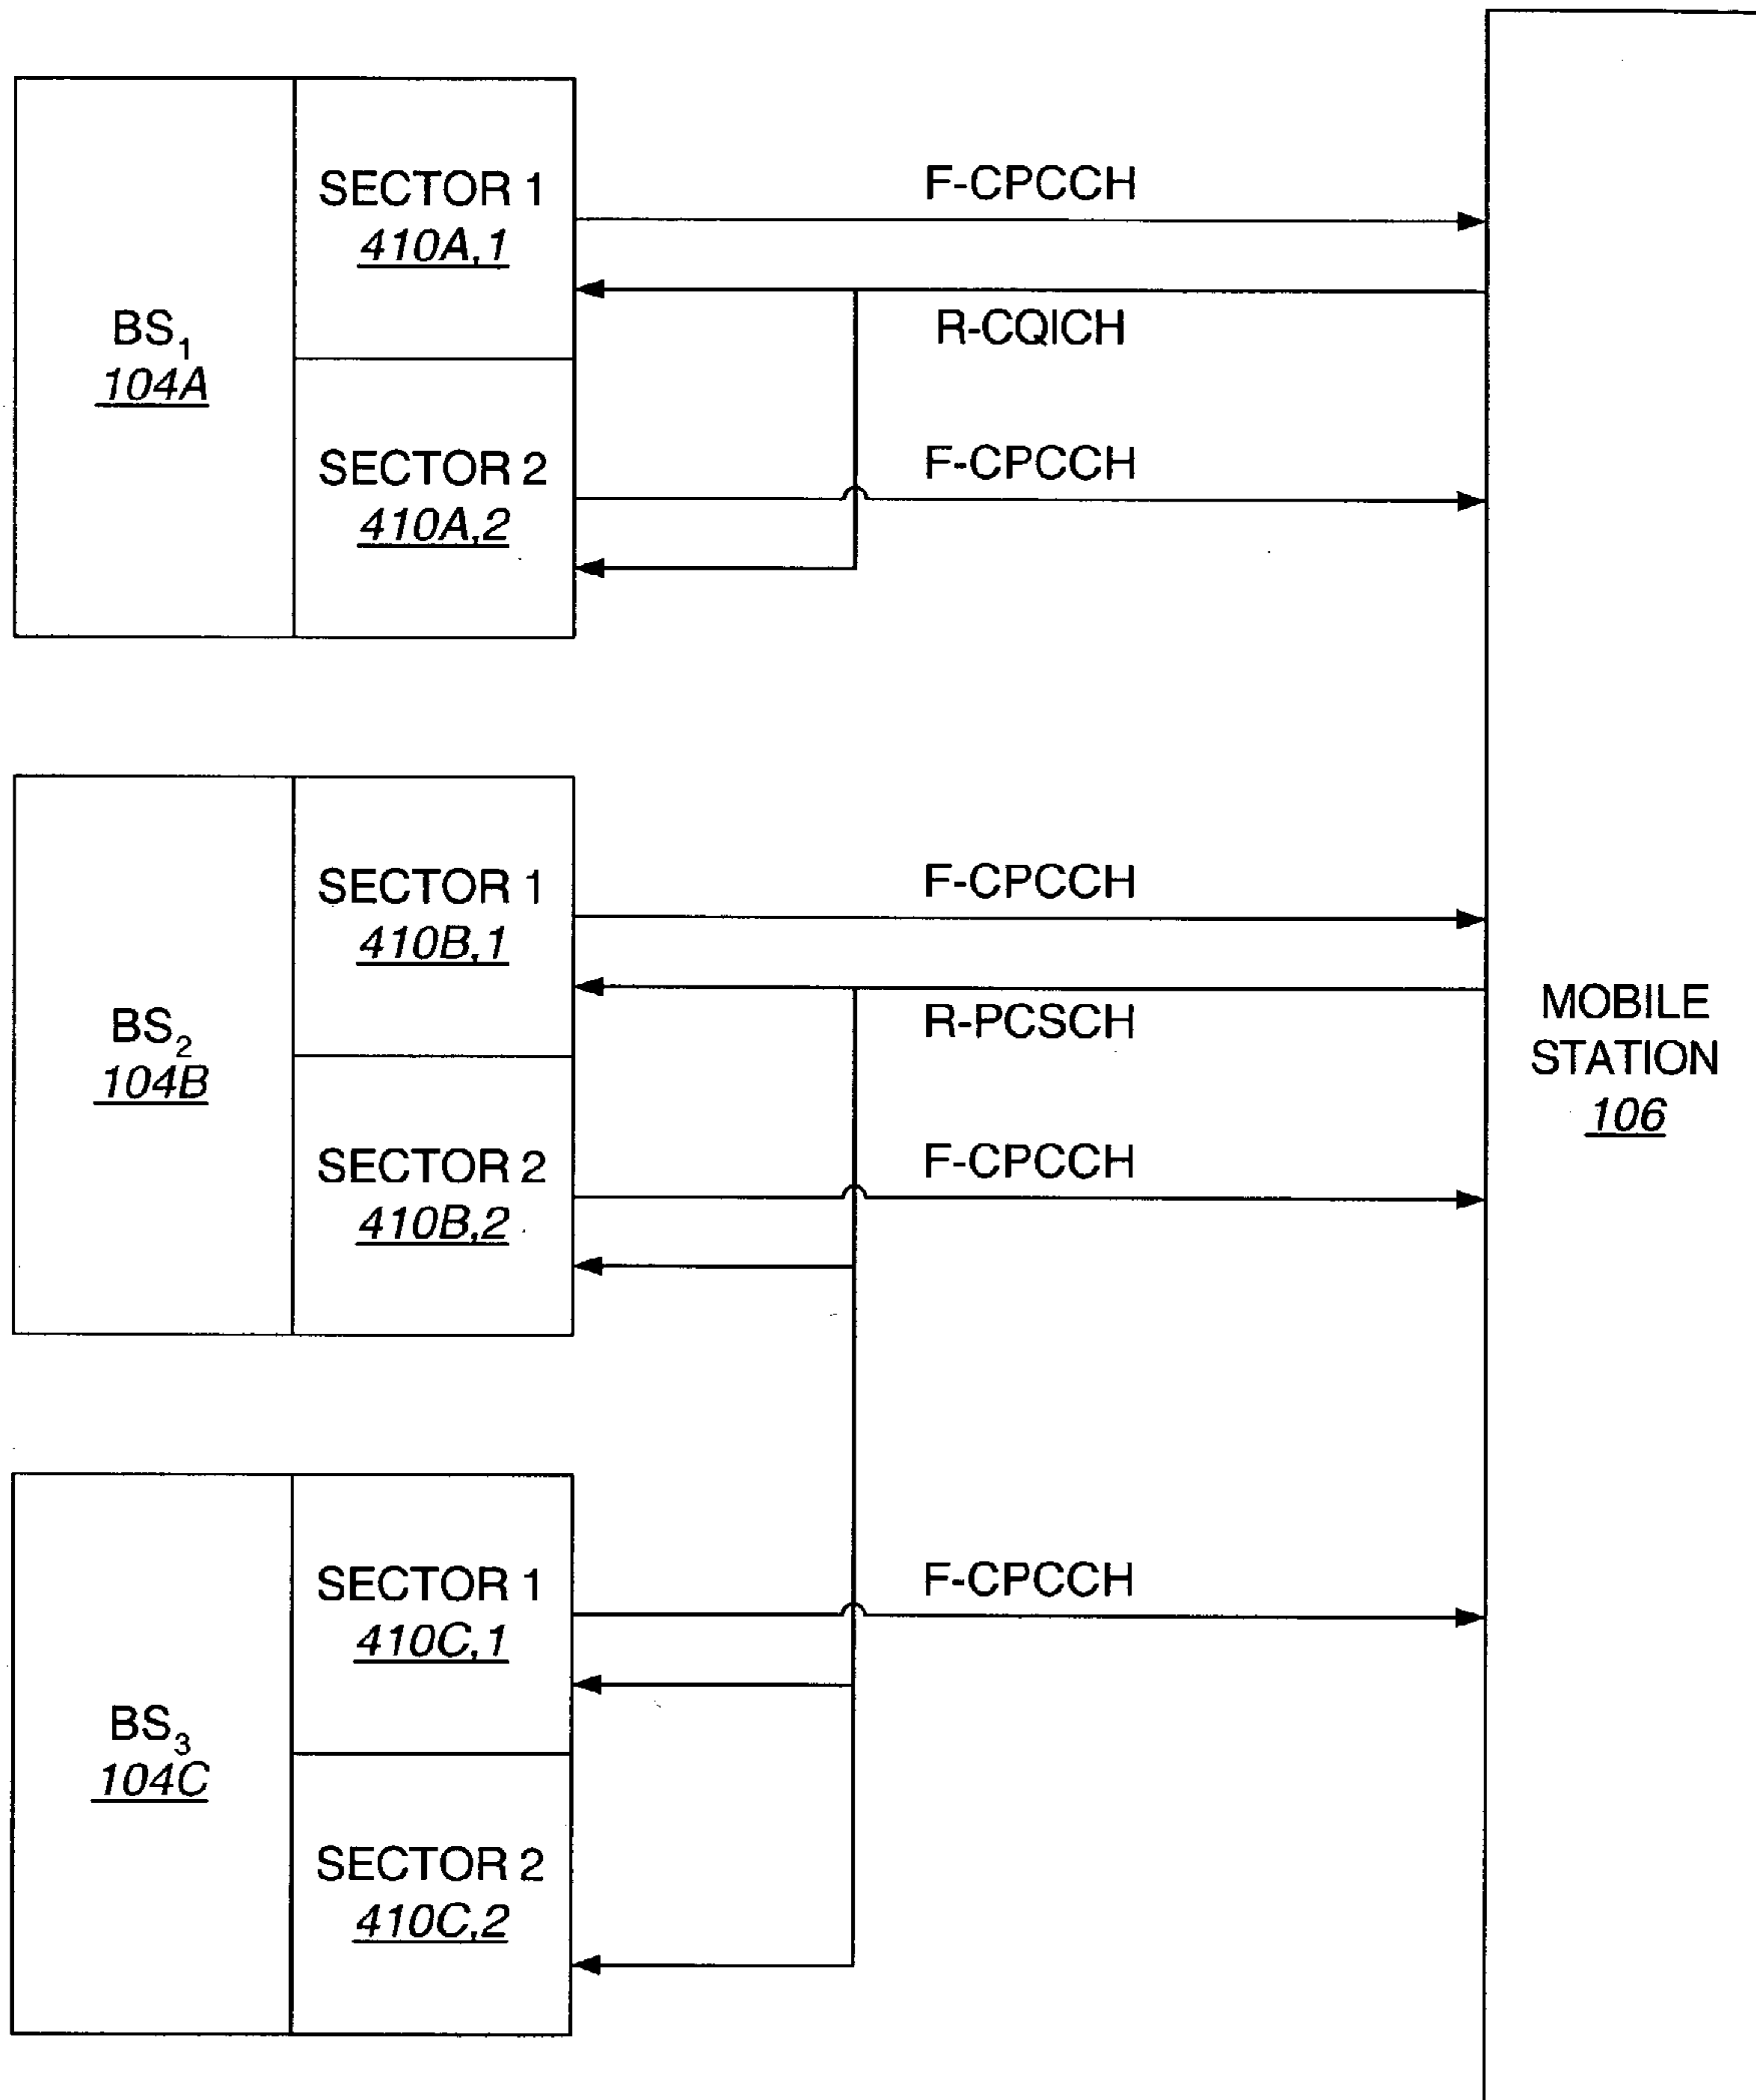 SECTOR 1
410A,1
F-CPCCH
BS1
104A
R-CQICH
SECTOR 2
410A,2
F-CPCCH
SECTOR 1
410B,1
F-CPCCH
BS2
104B
R-PCSCH
MOBILE
STATION
106
SECTOR 2
410B,2
F-CPCCH
SECTOR 1
410C,1
F-CPCCH
BS3
104C
SECTOR 2
410C,2